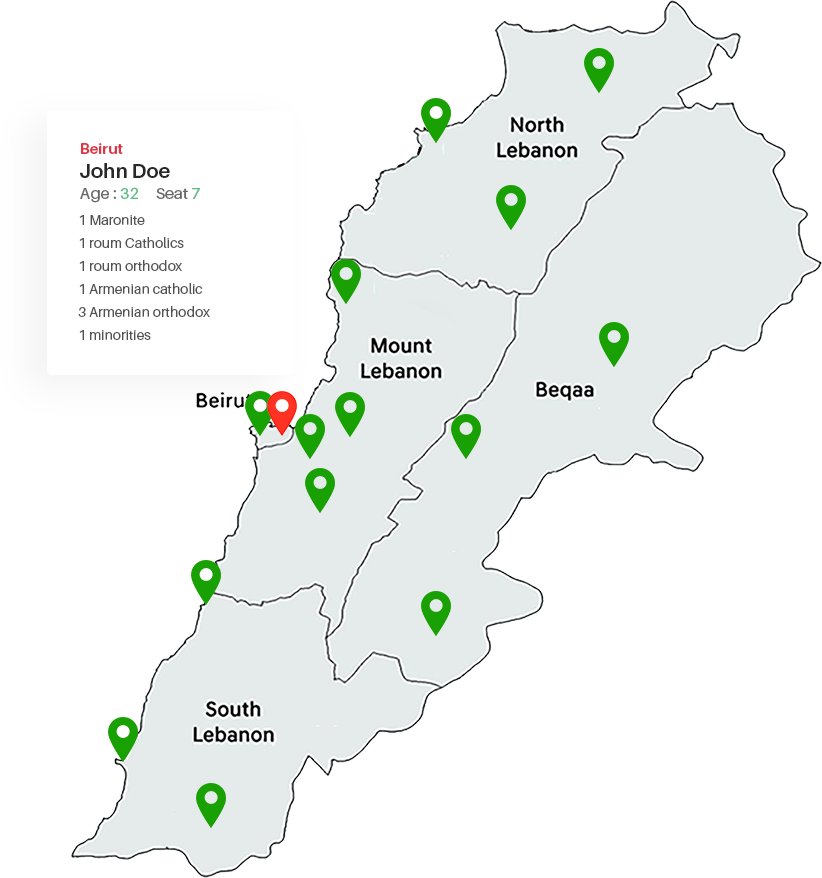 Beirut
John Doe
Age : 32 Seat 7
1 Maronite
1 roum Catholics
1 roum orthodox
1 Armenian catholic
3 Armenian orthodox
1 minorities
North
Lebanon
Mount
Lebanon
Beqaa
Beirut
South
Lebanon